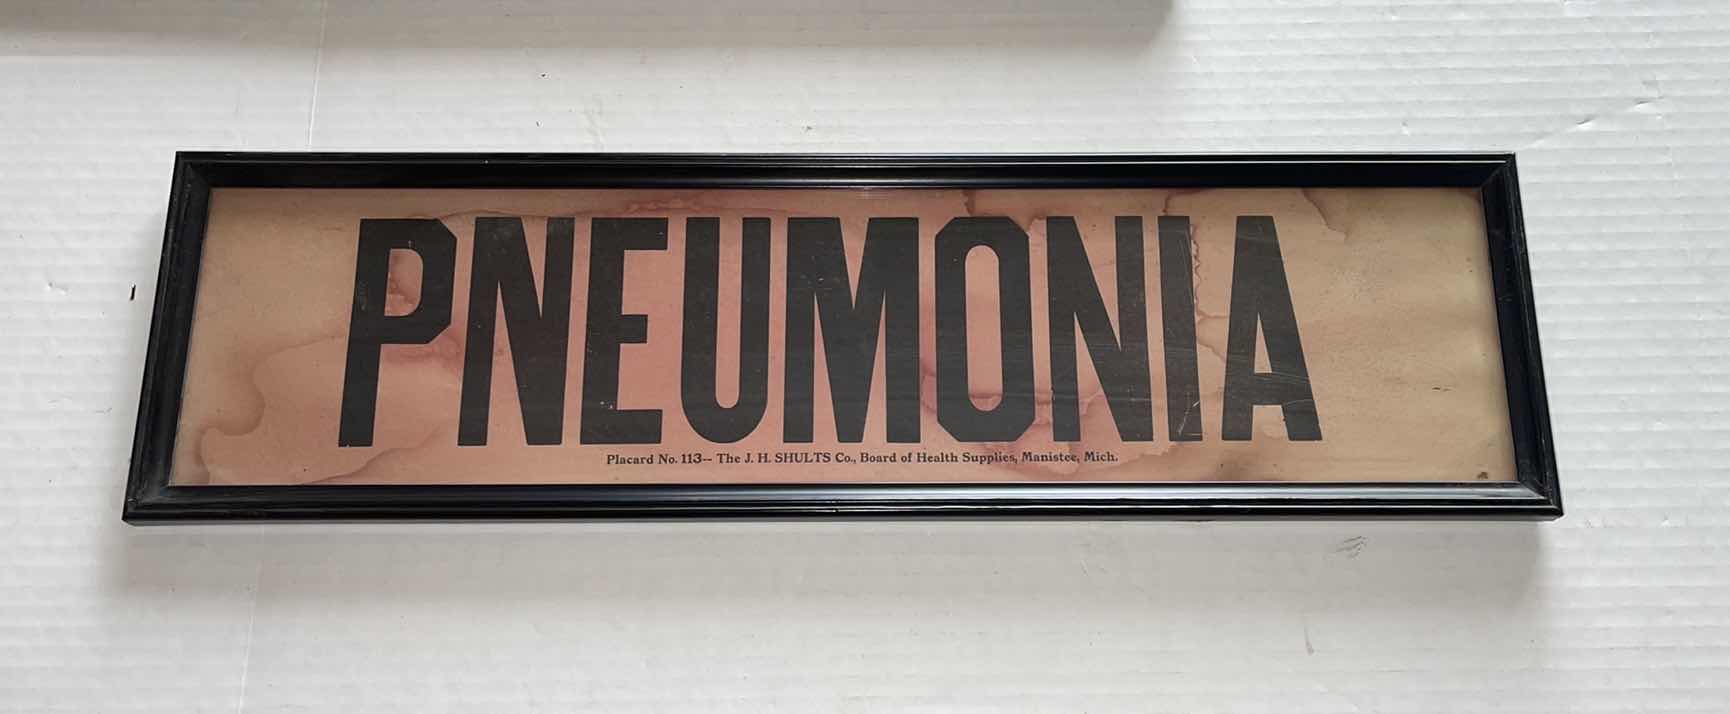 PNEUMONIA
Placard No. 113-- The J. H. SHULTS Co., Board of Health Supplies, Manistee, Mich.